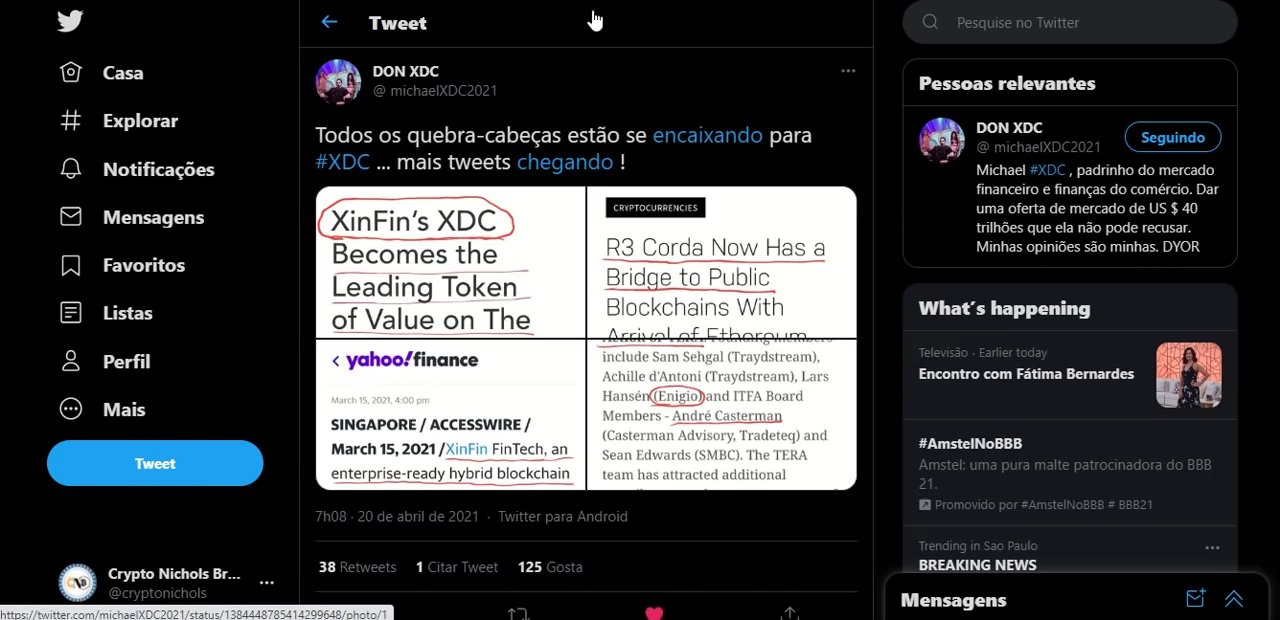 Casa
Explorar
Notificações
Mensagens
Favoritos
Listas
Perfil
Mais
Tweet
Crypto Nichols Br... ...
@cryptonichols
https://twitter.com/michaelXDC2021/status/1384448785414299648/photo/1
Tweet
DON XDC
@ michaelXDC2021
Todos os quebra-cabeças estão se encaixando para
#XDC ... mais tweets chegando !
XinFin's XDC
Becomes the
Leading Token
of Value on The
CRYPTOCURRENCIES
R3 Corda Now Has a
Bridge to Public
Blockchains With
Arrival of Ethereum
yahoo!finance
March 15, 2021, 4:00 pm
SINGAPORE / ACCESSWIRE /
March 15, 2021 /XinFin FinTech, an
enterprise-ready hybrid blockchain
include Sam Sehgal (Traydstream),
Achille d'Antoni (Traydstream), Lars
Hansén (Enigio) and ITFA Board
Members - André Casterman
(Casterman Advisory, Tradeteq) and
Sean Edwards (SMBC). The TERA
team has attracted additional
7h08 · 20 de abril de 2021 · Twitter para Android
38 Retweets 1 Citar Tweet 125 Gosta
Pesquise no Twitter
Pessoas relevantes
DON XDC
@ michaelXDC2021
Seguindo
Michael #XDC , padrinho do mercado
financeiro e finanças do comércio. Dar
uma oferta de mercado de US $ 40
trilhões que ela não pode recusar.
Minhas opiniões são minhas. DYOR
What's happening
Televisão · Earlier today
Encontro com Fátima Bernardes
#AmstelNoBBB
Amstel: uma pura malte patrocinadora do BBB
21.
Promovido por #AmstelNoBBB # BBB21
Trending in Sao Paulo
BREAKING NEWS
Mensagens